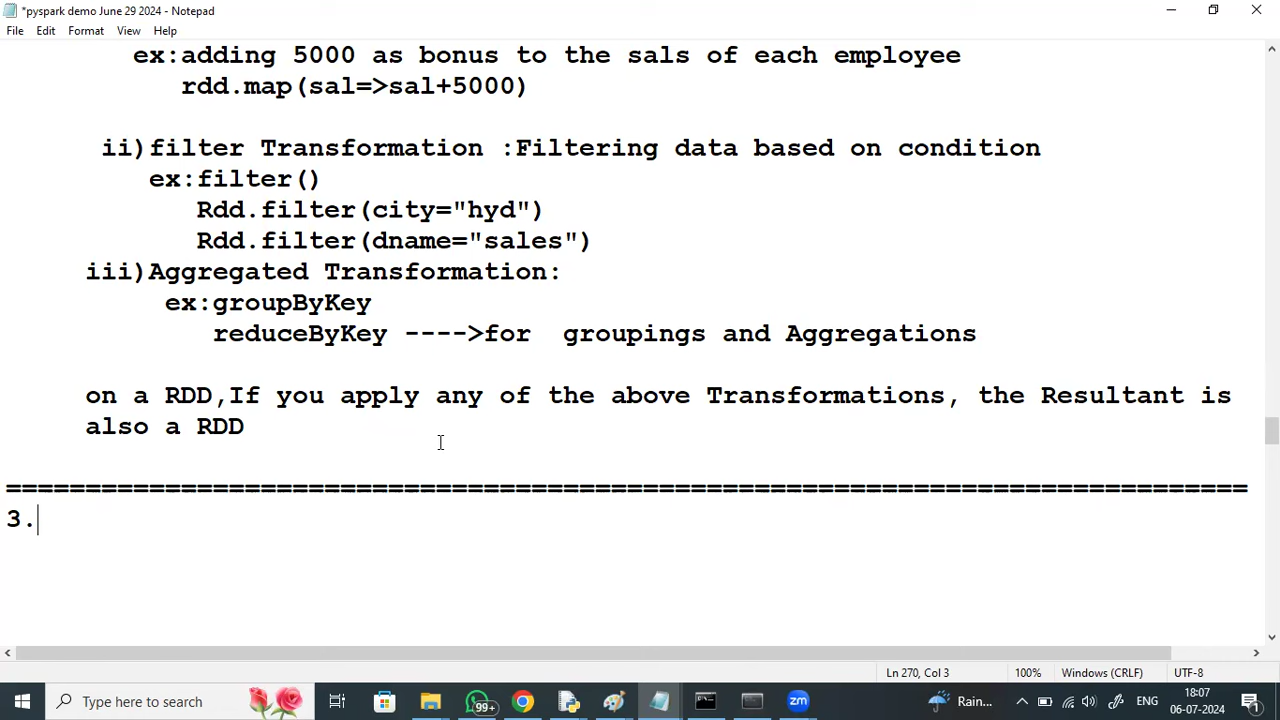 *pyspark demo June 29 2024 - Notepad
File Edit Format View Help
ex:adding 5000 as bonus to the sals of each employee
rdd.map(sal=>sal+5000)
ii)filter Transformation :Filtering data based on condition
ex:filter()
Rdd.filter(city="hyd")
Rdd.filter(dname="sales")
iii)Aggregated Transformation:
ex:groupByKey
reduceByKey ---->for  groupings and Aggregations
on a RDD,If you apply any of the above Transformations, the Resultant is
also a RDD
==============================================================================
3.
Ln 270, Col 3 100% Windows (CRLF) UTF-8
Type here to search 99+ zm Rain... ENG 18:07
06-07-2024 1